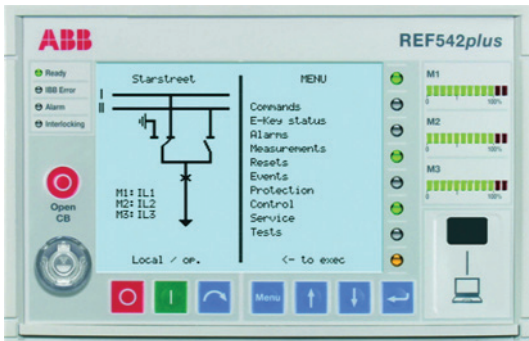 ABB
REF542plus
Ready
IBB Error
Alarm
Interlocking
Open
CB
Starstreet
I
II
M1: IL1
M2: IL2
M3: IL3
Local / op.
MENU
Commands
E-Key status
Alarms
Measurements
Resets
Events
Protection
Control
Service
Tests
<- to exec
Menu
M1
0 100%
M2
0 100%
M3
0 100%